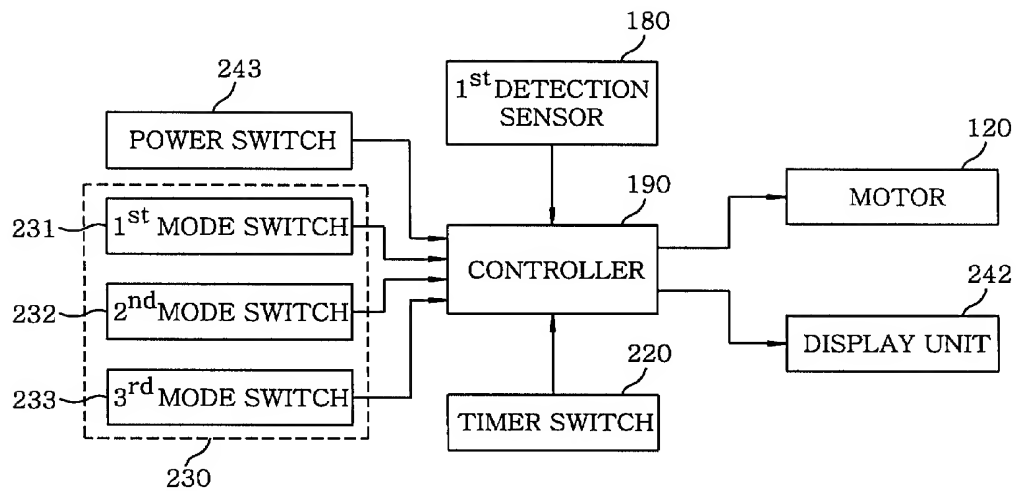 180
243
1st DETECTION
SENSOR
POWER SWITCH
120
190
MOTOR
231
1st MODE SWITCH
CONTROLLER
242
232
2nd MODE SWITCH
DISPLAY UNIT
220
233
3rd MODE SWITCH
TIMER SWITCH
230